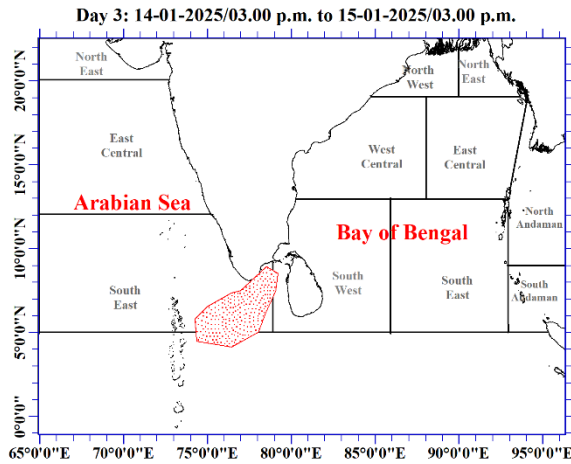 Day 3: 14-01-2025/03.00 p.m. to 15-01-2025/03.00 p.m.
North
East
North
West
North
East
20°0'0"N
East
Central
West
Central
East
Central
15°0'0"N
Arabian Sea
Bay of Bengal
North
Andaman
10°0'0"N
South
East
South
West
South
East
South
Andaman
5°0'0"N
0°0'0"
65°0'0"E 70°0'0"E 75°0'0"E 80°0'0"E 85°0'0"E 90°0'0"E 95°0'0"E